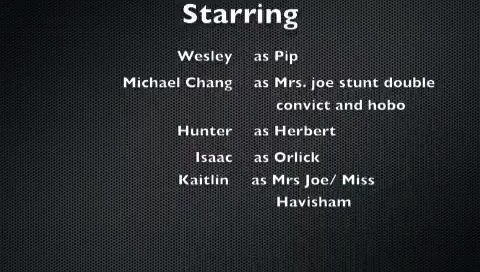 Starring
Wesley as Pip
Michael Chang as Mrs. joe stunt double
convict and hobo
Hunter as Herbert
Isaac as Orlick
Kaitlin as Mrs Joe/ Miss
Havisham